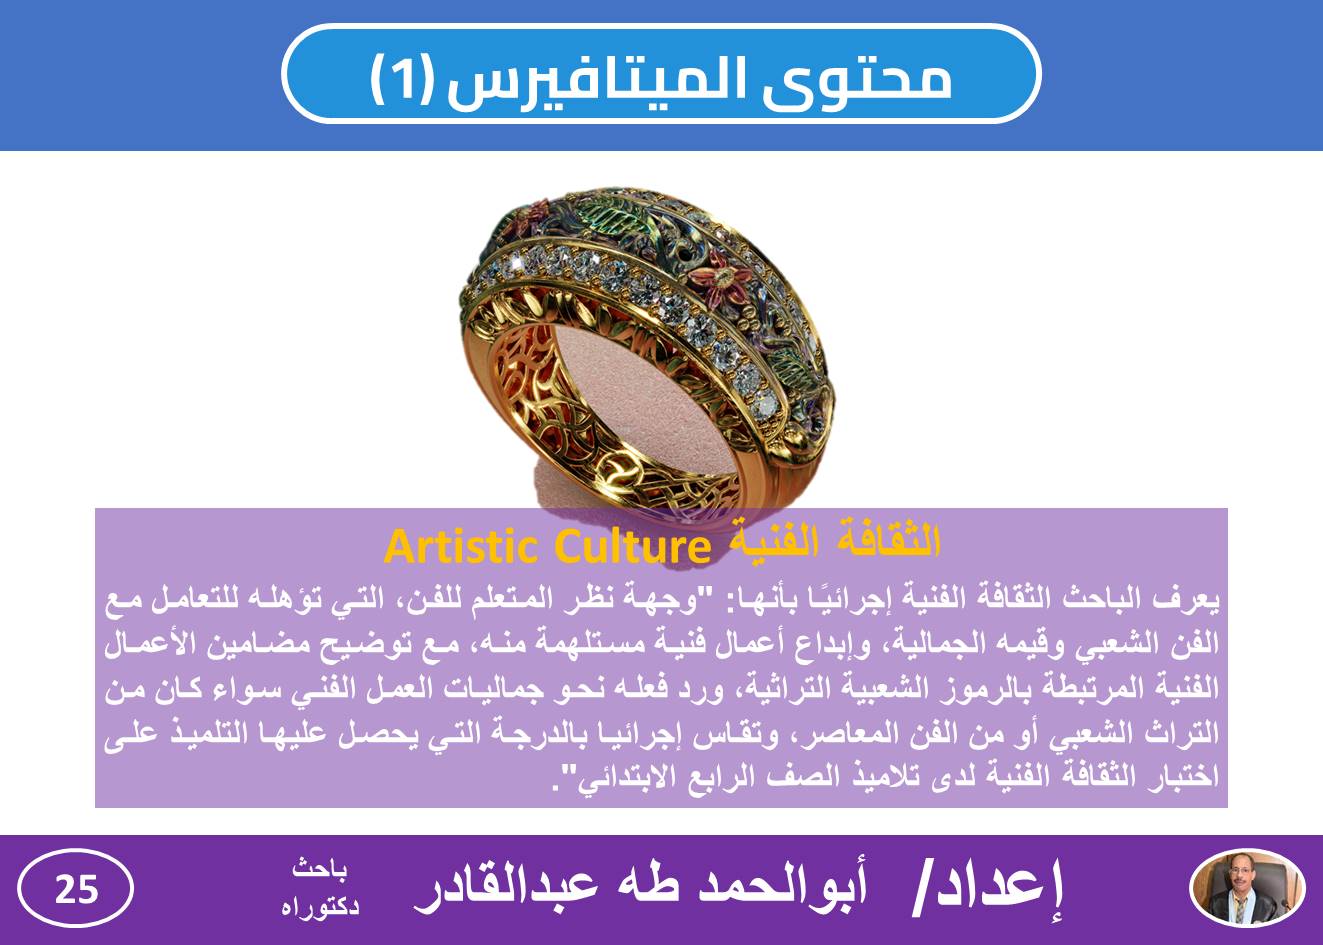 محتوى الميتافيرس (1)
الثقافة الفنية Artistic Culture
يعرف الباحث الثقافة الفنية إجرائيًا بأنها: "وجهة نظر المتعلم للفن، التي تؤهله للتعامل مع
الفن الشعبي وقيمه الجمالية، وإبداع أعمال فنية مستلهمة منه، مع توضيح مضامين الأعمال
الفنية المرتبطة بالرموز الشعبية التراثية، ورد فعله نحو جماليات العمل الفني سواء كان من
التراث الشعبي أو من الفن المعاصر، وتقاس إجرائيا بالدرجة التي يحصل عليها التلميذ على
اختبار الثقافة الفنية لدى تلاميذ الصف الرابع الابتدائي".
إعداد/ أبوالحمد طه عبدالقادر
باحث
دكتوراه
25